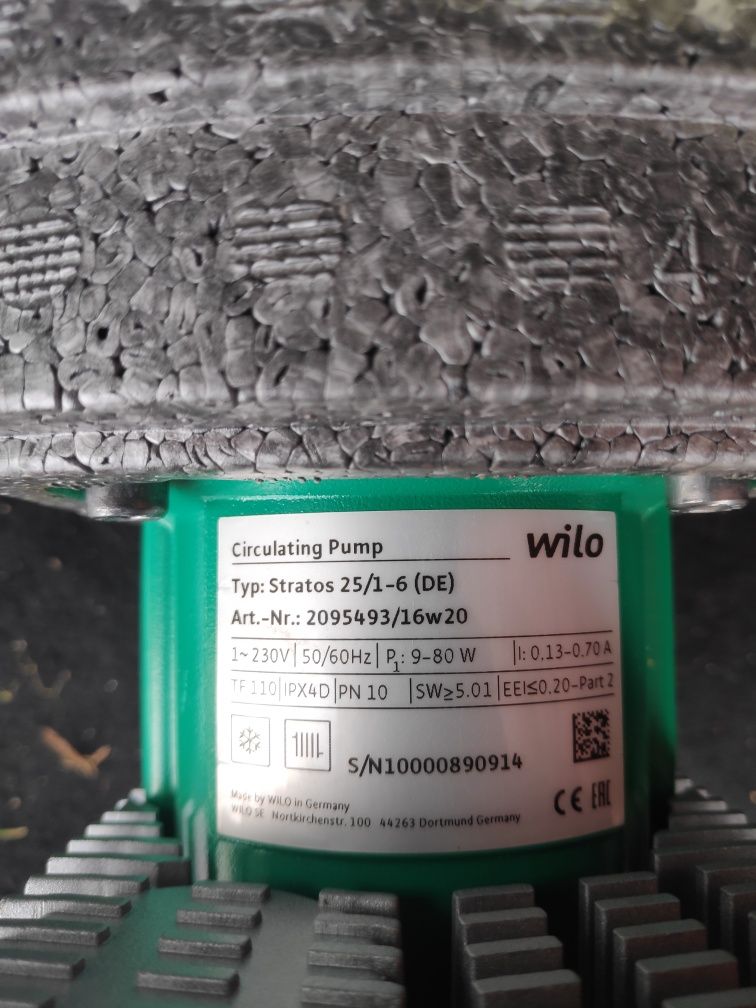 4
Circulating Pump wilo
Typ: Stratos 25/1-6 (DE)
Art.-Nr.: 2095493/16w20
1~230V 50/60Hz P1: 9-80 W I: 0.13-0.70 A
TF 110 IPX4D PN 10 SW≥5.01 EEI≤0.20-Part 2
S/N10000890914
Made by WILO in Germany
WILO SE Nortkirchenstr. 100 44263 Dortmund Germany
CE EAC